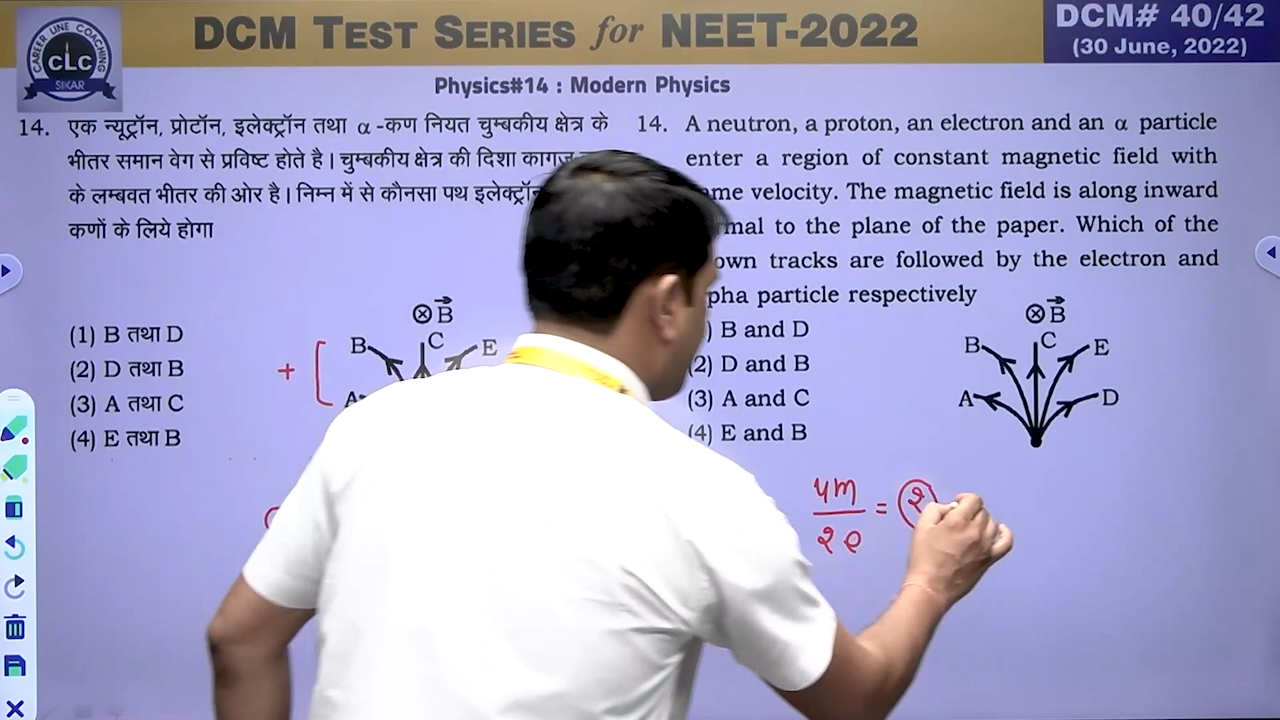 DCM TEST SERIES for NEET-2022
DCM# 40/42
(30 June, 2022)
CAREER LINE COACHING
CLC
SIKAR
Physics#14 : Modern Physics
14. एक न्यूट्रॉन, प्रोटॉन, इलेक्ट्रॉन तथा α-कण नियत चुम्बकीय क्षेत्र के
भीतर समान वेग से प्रविष्ट होते है। चुम्बकीय क्षेत्र की दिशा कागज
के लम्बवत भीतर की ओर है। निम्न में से कौनसा पथ इलेक्ट्रॉन
कणों के लिये होगा
(1) B तथा D
(2) D तथा B
(3) A तथा C
(4) E तथा B
⊗B⃗
B C E
A
+ [
14. A neutron, a proton, an electron and an α particle
enter a region of constant magnetic field with
me velocity. The magnetic field is along inward
rmal to the plane of the paper. Which of the
own tracks are followed by the electron and
pha particle respectively
) B and D
(2) D and B
(3) A and C
(4) E and B
⊗B⃗
B C E
A D
4m
= 2
2e